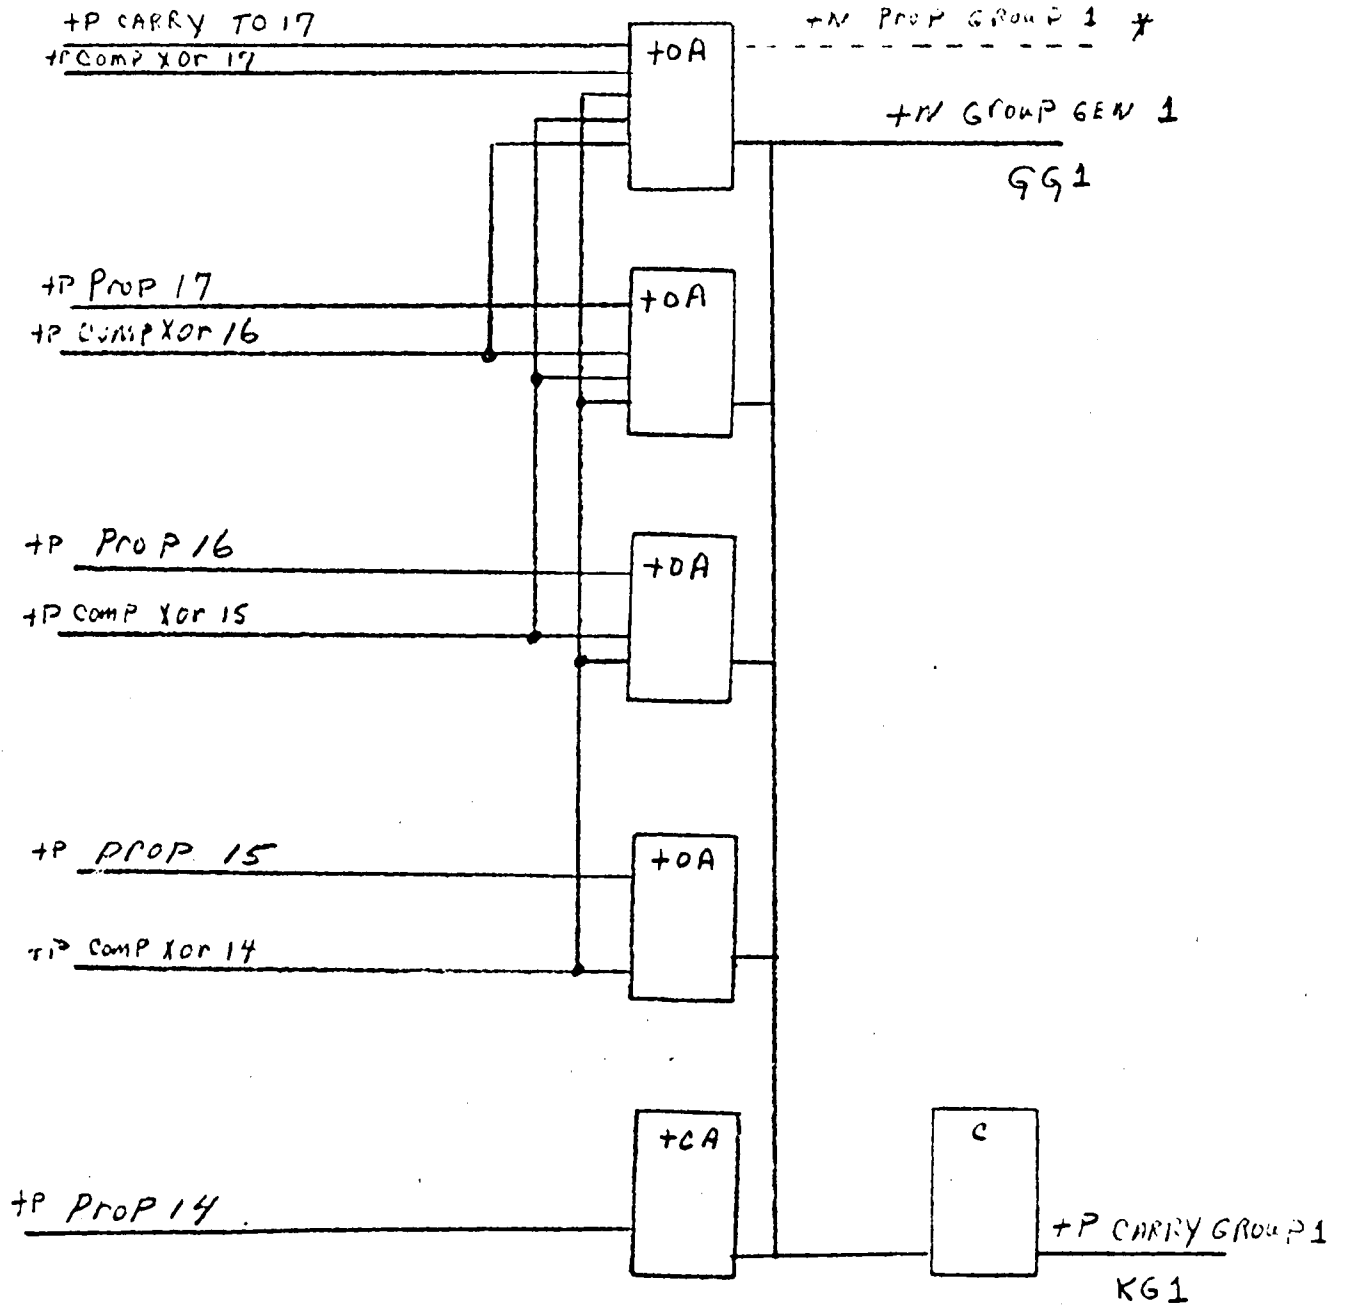 +P CARRY TO 17
+P Comp Xor 17
+OA
+N Prop GrouP 1 *
+N GrouP GEN 1
GG1
+P Prop 17
+P Comp Xor 16
+OA
+P ProP 16
+P comP Xor 15
+OA
+P ProP 15
+P ComP Xor 14
+OA
+P ProP 14
+CA
C
+P CARRY GROUP 1
KG1